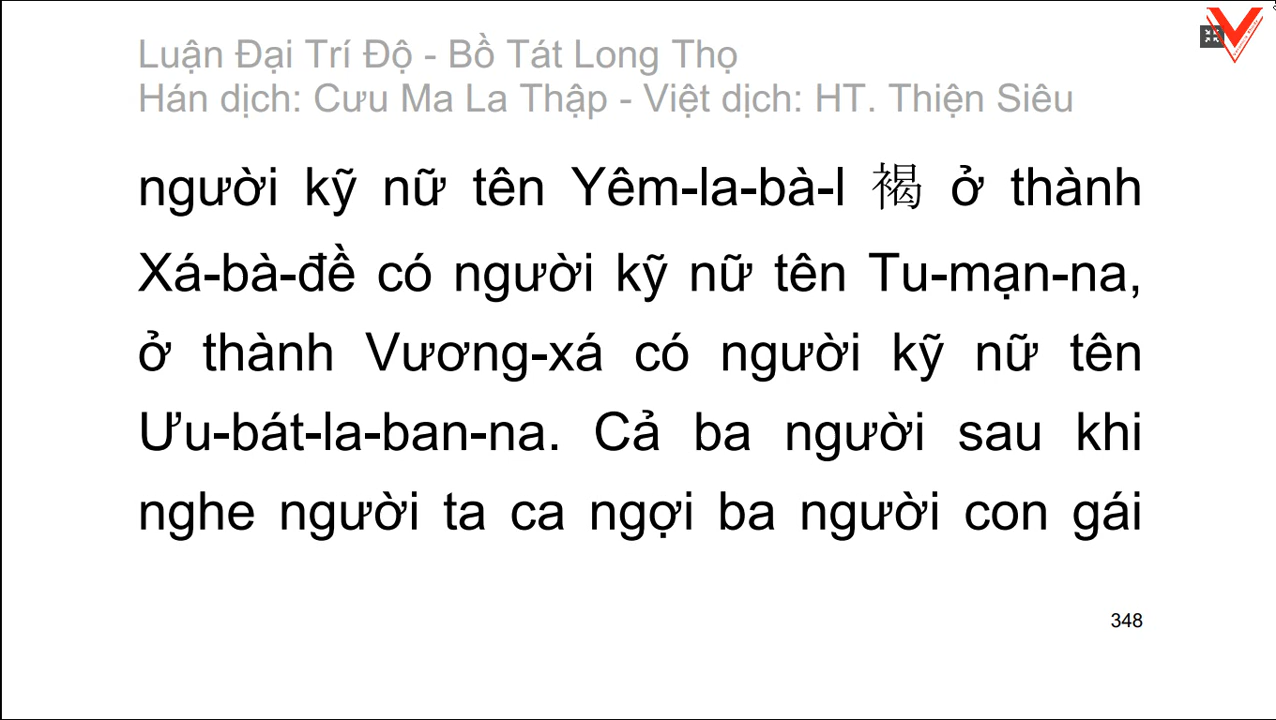 Luận Đại Trí Độ - Bồ Tát Long Thọ
Hán dịch: Cưu Ma La Thập - Việt dịch: HT. Thiện Siêu
người kỹ nữ tên Yêm-la-bà-l 褐 ở thành
Xá-bà-đề có người kỹ nữ tên Tu-mạn-na,
ở thành Vương-xá có người kỹ nữ tên
Ưu-bát-la-ban-na. Cả ba người sau khi
nghe người ta ca ngợi ba người con gái
348